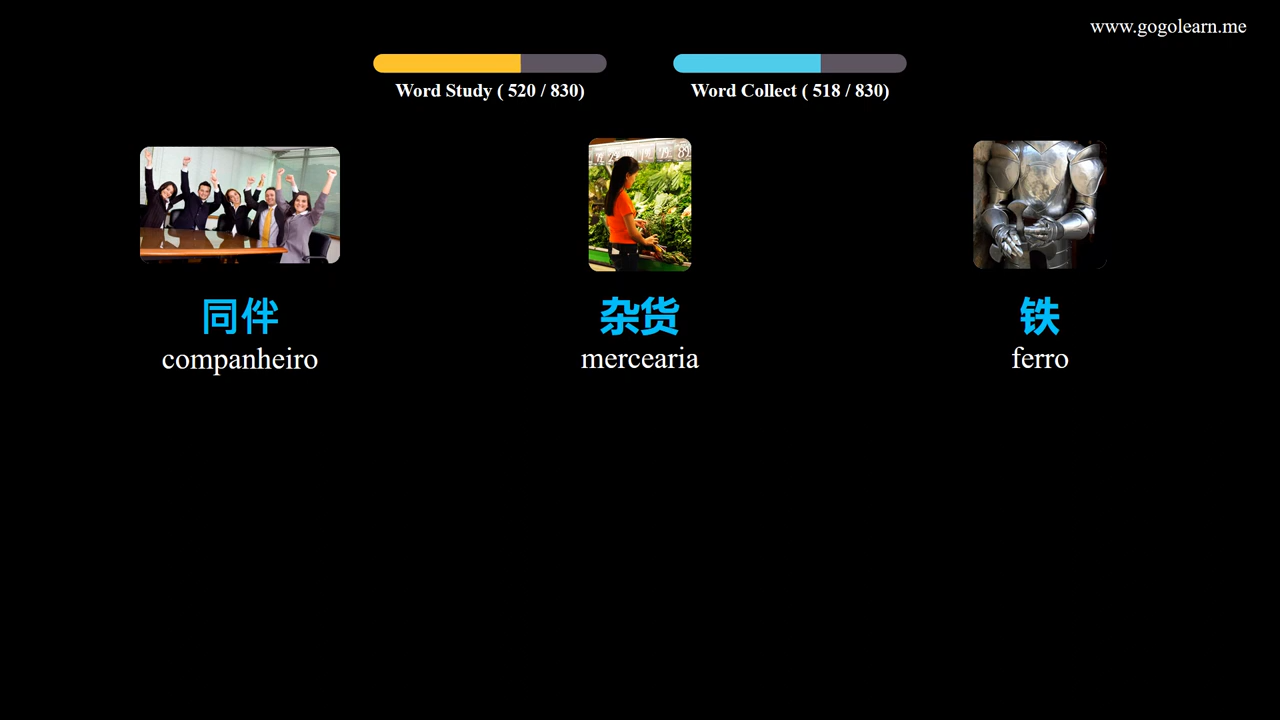 www.gogolearn.me
Word Study ( 520 / 830)
Word Collect ( 518 / 830)
同伴
companheiro
杂货
mercearia
铁
ferro